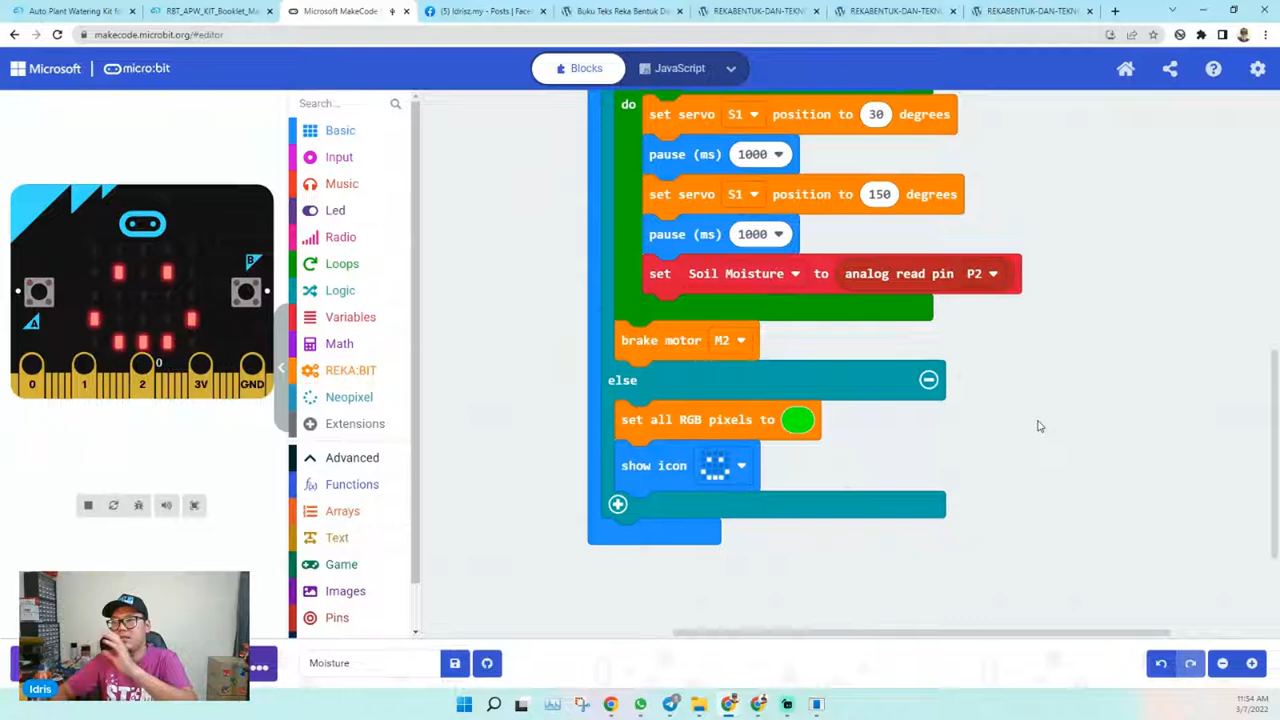 Auto Plant Watering Kit for
RBT_APW_KIT_Booklet_Ma
Microsoft MakeCode
Idrisz.my - Posts | Facel
Buku Teks Reka Bentuk Da
REKABENTUK-DAN-TEKNO
REKABENTUK-DAN-TEKN
REKABENTUK-DAN-TEKN
makecode.microbit.org/#editor
Microsoft
micro:bit
Blocks
JavaScript
Search...
Basic
Input
Music
Led
Radio
Loops
Logic
Variables
Math
REKA:BIT
Neopixel
Extensions
Advanced
Functions
Arrays
Text
Game
Images
Pins
A
B
0
0 1 2 3V GND
do
set servo S1 position to 30 degrees
pause (ms) 1000
set servo S1 position to 150 degrees
pause (ms) 1000
set Soil Moisture to analog read pin P2
brake motor M2
else
set all RGB pixels to
show icon
Idris
Moisture
11:54 AM
3/7/2022